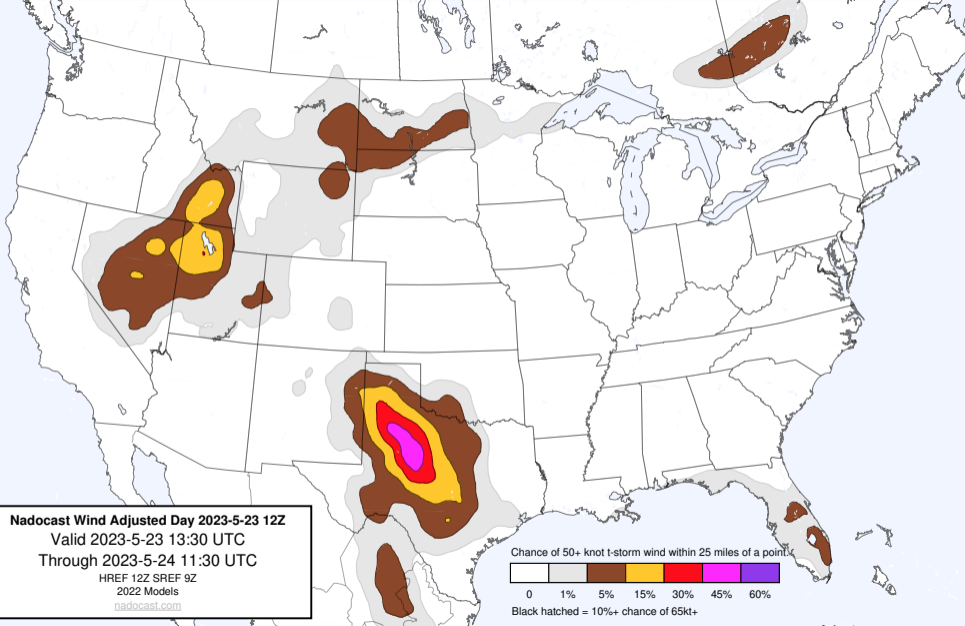 Nadocast Wind Adjusted Day 2023-5-23 12Z
Valid 2023-5-23 13:30 UTC
Through 2023-5-24 11:30 UTC
HREF 12Z SREF 9Z
2022 Models
nadocast.com
Chance of 50+ knot t-storm wind within 25 miles of a point.
0 1% 5% 15% 30% 45% 60%
Black hatched = 10%+ chance of 65kt+